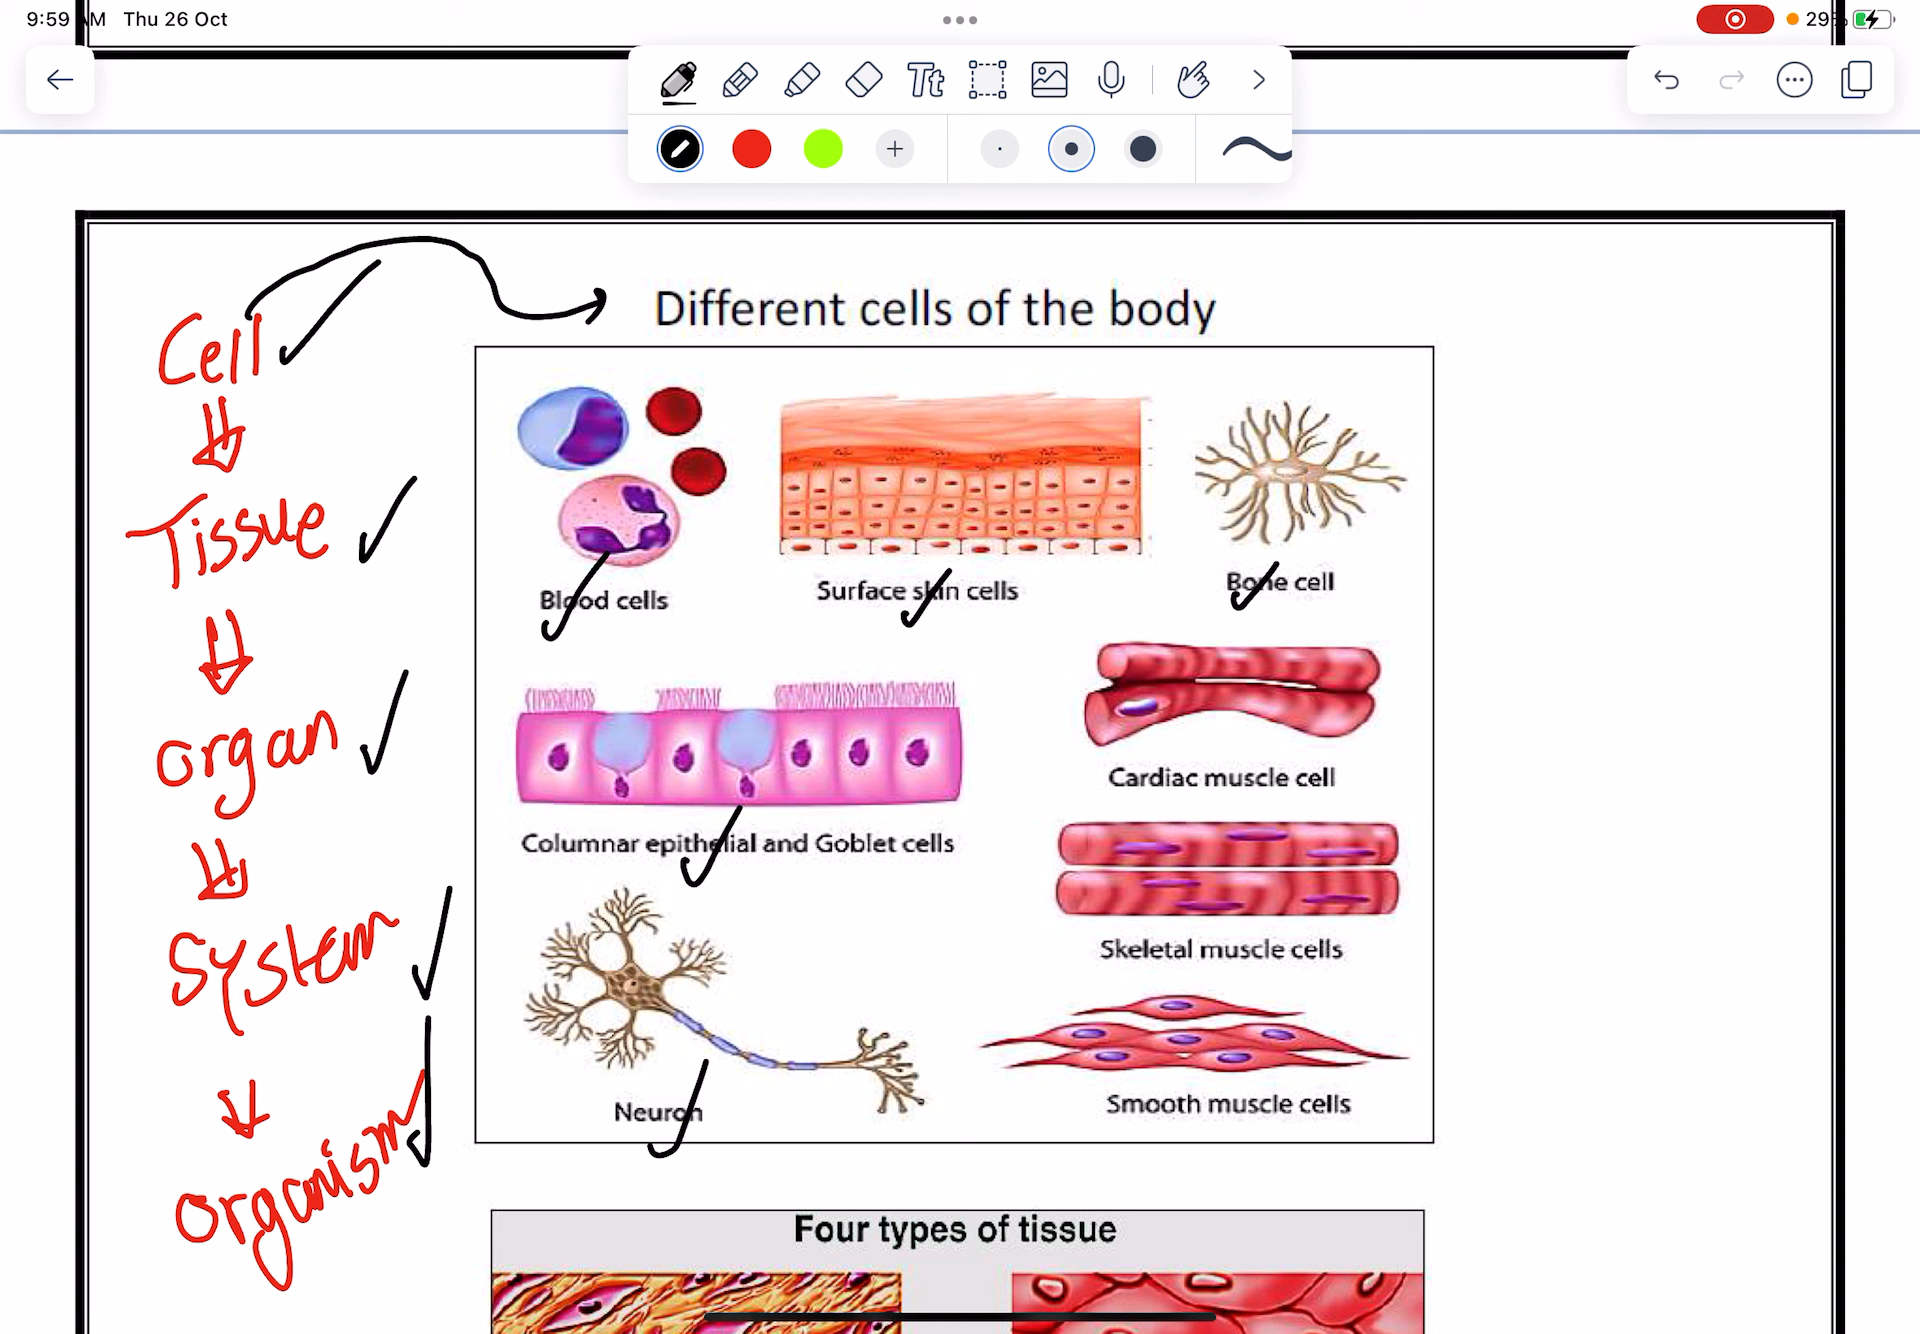 9:59 AM Thu 26 Oct
29%
Tt
Different cells of the body
Cell
Tissue
organ
System
organism
Blood cells
Surface skin cells
Bone cell
Columnar epithelial and Goblet cells
Cardiac muscle cell
Skeletal muscle cells
Neuron
Smooth muscle cells
Four types of tissue